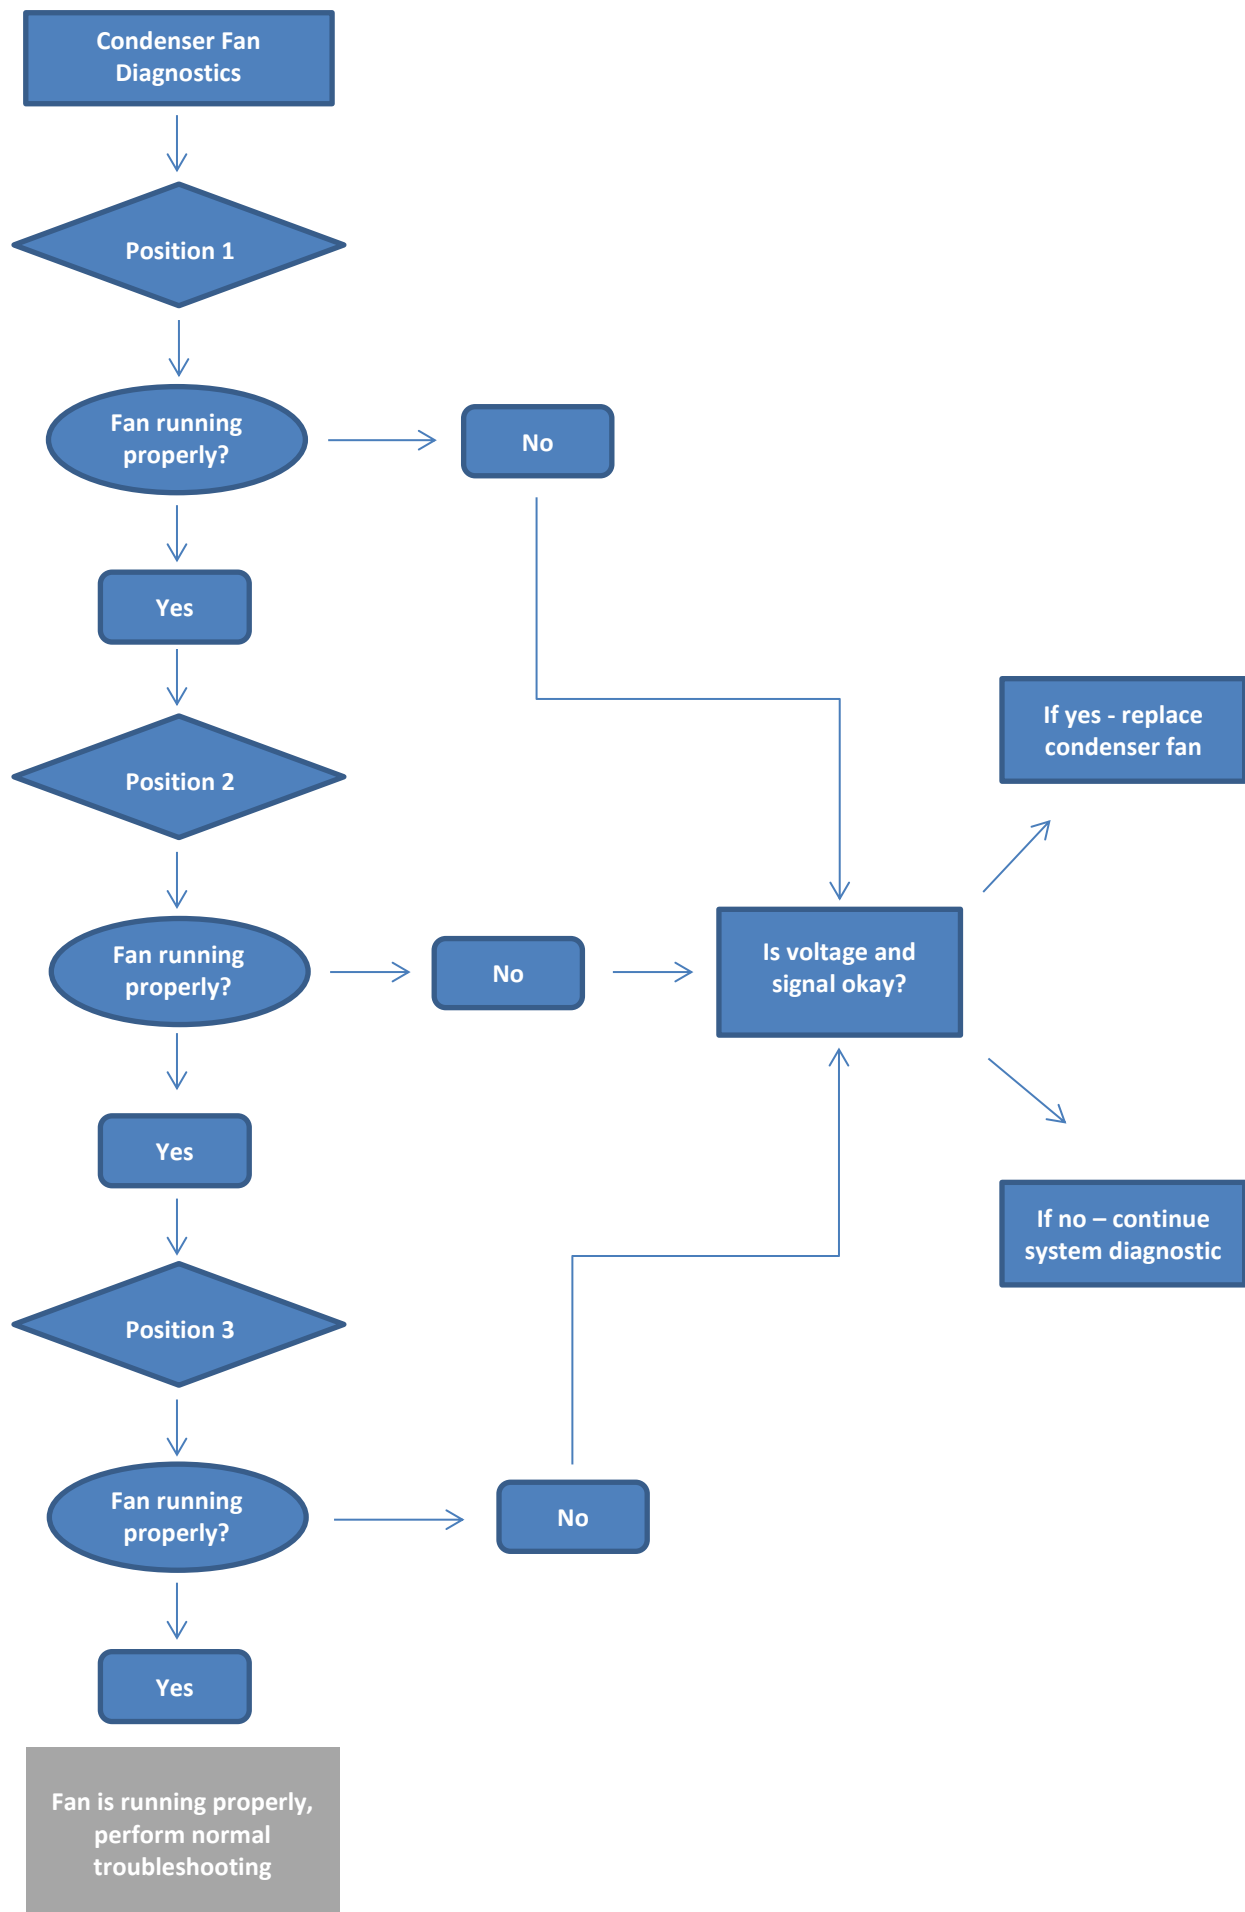 Condenser Fan
Diagnostics
Position 1
Fan running
properly?
No
Yes
Position 2
Fan running
properly?
No
Is voltage and
signal okay?
If yes - replace
condenser fan
If no – continue
system diagnostic
Yes
Position 3
Fan running
properly?
No
Yes
Fan is running properly,
perform normal
troubleshooting